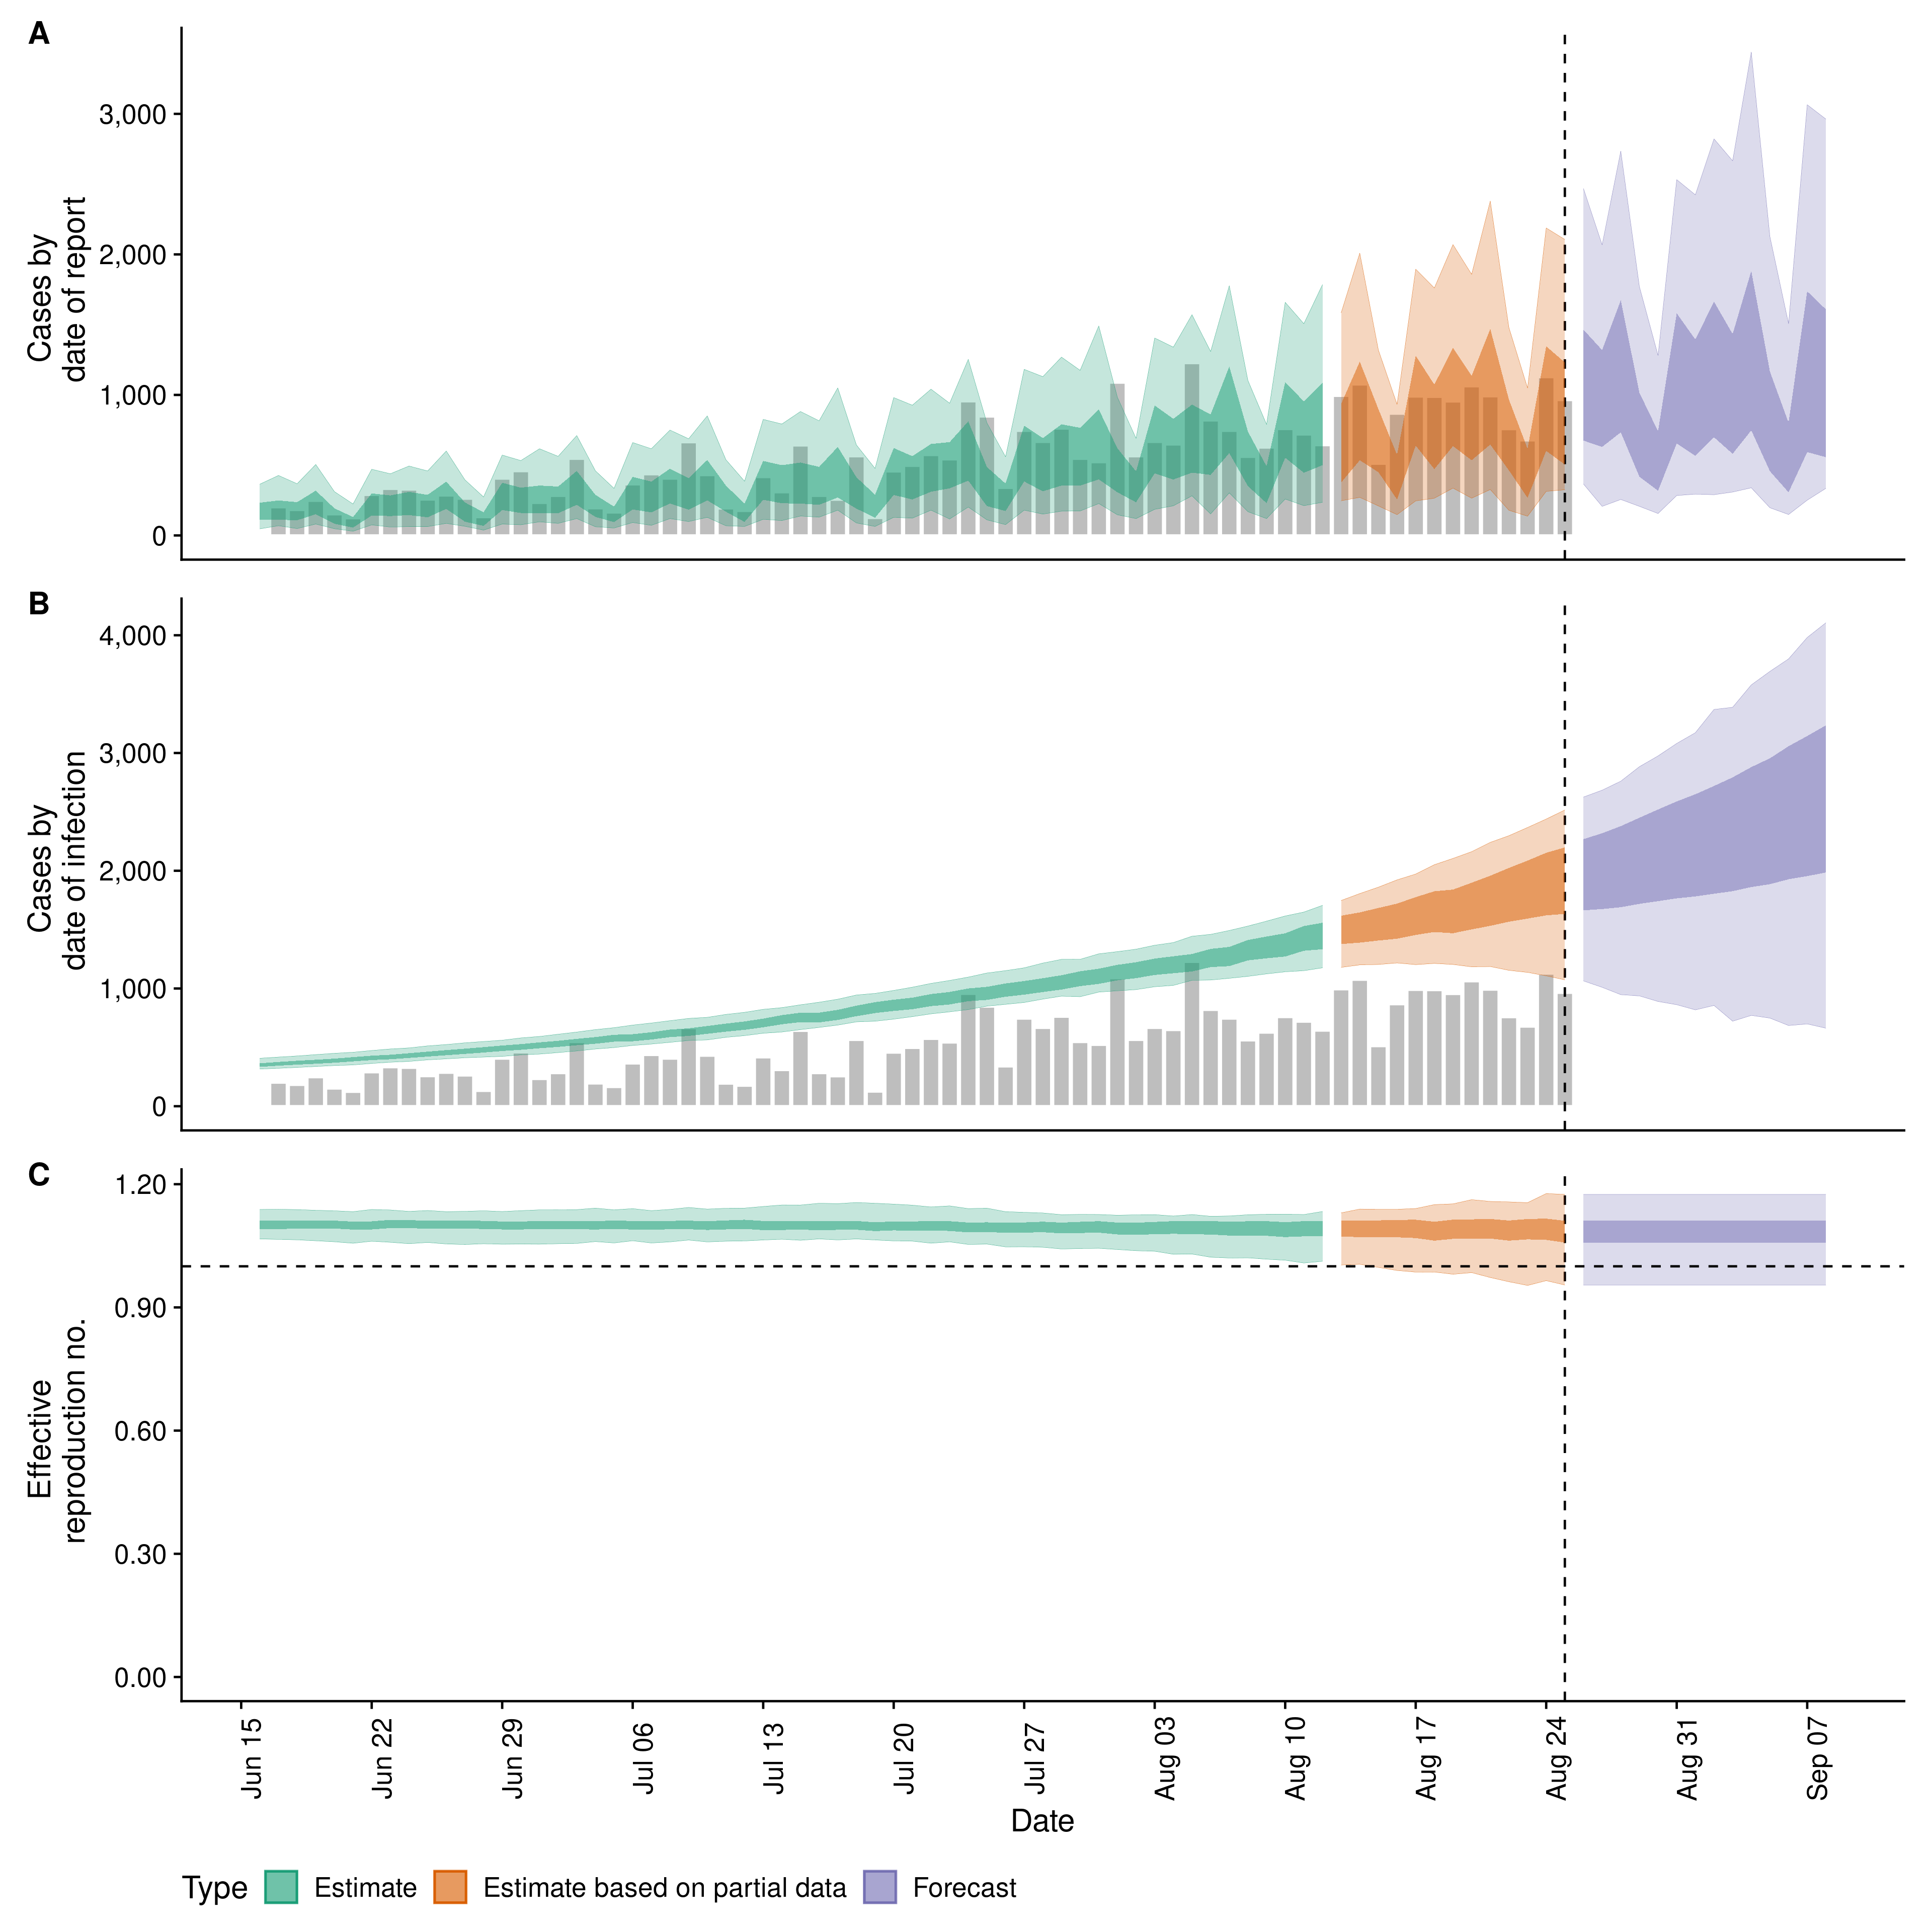 A
Cases by
date of report
3,000
2,000
1,000
0
B
Cases by
date of infection
4,000
3,000
2,000
1,000
0
C
Effective
reproduction no.
1.20
0.90
0.60
0.30
0.00
Jun 15
Jun 22
Jun 29
Jul 06
Jul 13
Jul 20
Jul 27
Aug 03
Aug 10
Aug 17
Aug 24
Aug 31
Sep 07
Date
Type
Estimate
Estimate based on partial data
Forecast